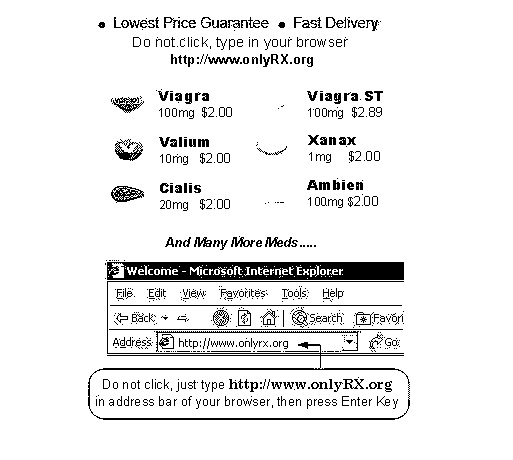 • Lowest Price Guarantee • Fast Delivery
Do not click, type in your browser
http://www.onlyRX.org
Viagra
100mg $2.00
Viagra ST
100mg $2.89
Valium
10mg $2.00
Xanax
1mg $2.00
Cialis
20mg $2.00
Ambien
100mg $2.00
And Many More Meds.....
Welcome - Microsoft Internet Explorer
File Edit View Favorites Tools Help
Back Search Favori
Address http://www.onlyrx.org Go
Do not click, just type http://www.onlyRX.org
in address bar of your browser, then press Enter Key